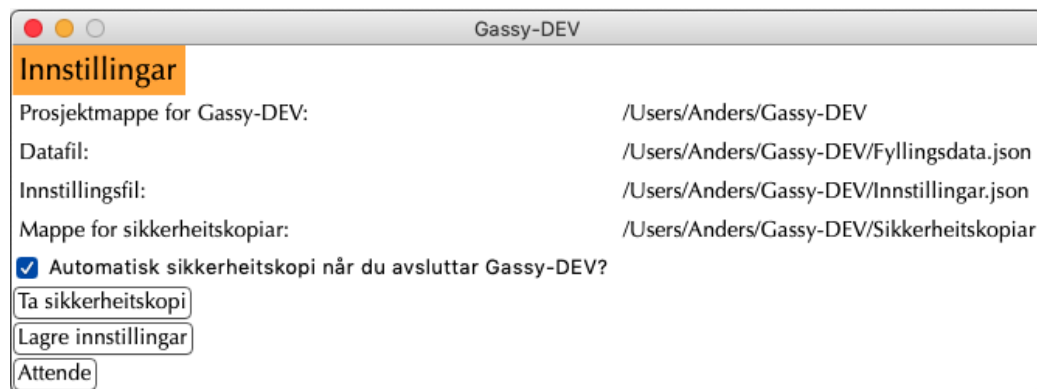 Gassy-DEV
Innstillingar
Prosjektmappe for Gassy-DEV: /Users/Anders/Gassy-DEV
Datafil: /Users/Anders/Gassy-DEV/Fyllingsdata.json
Innstillingsfil: /Users/Anders/Gassy-DEV/Innstillingar.json
Mappe for sikkerheitskopiar: /Users/Anders/Gassy-DEV/Sikkerheitskopiar
Automatisk sikkerheitskopi når du avsluttar Gassy-DEV?
Ta sikkerheitskopi
Lagre innstillingar
Attende